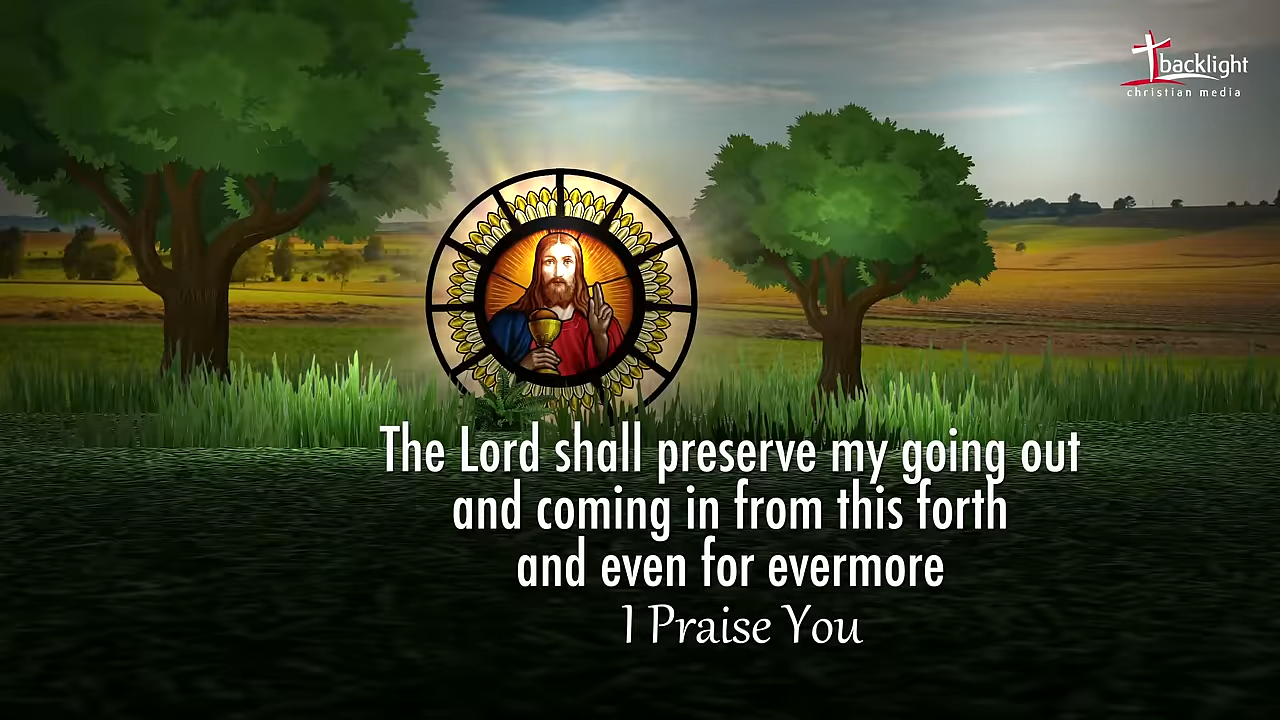 backlight
christian media
The Lord shall preserve my going out
and coming in from this forth
and even for evermore
I Praise You